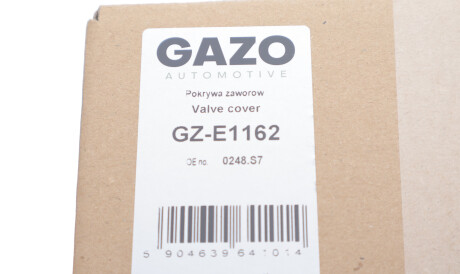 GAZO
AUTOMOTIVE
Pokrywa zaworów
Valve cover
GZ-E1162
OE no. 0248.S7
5 904639 641014